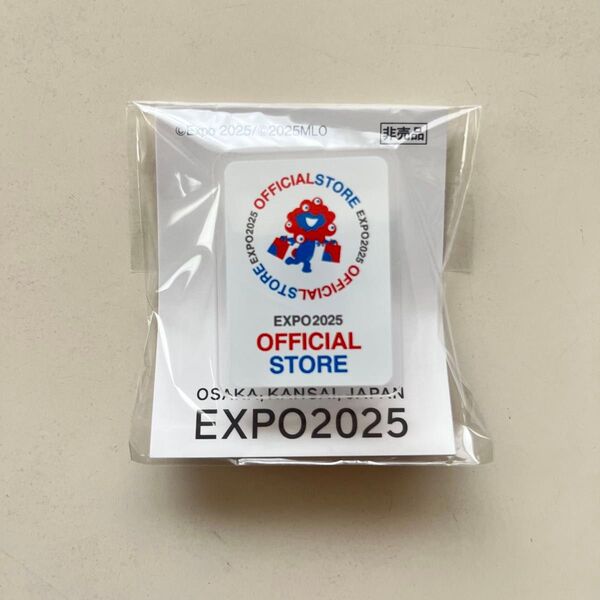 ©Expo 2025/©2025MLO
非売品
EXPO2025 OFFICIALSTORE
EXPO2025 OFFICIALSTORE
EXPO2025
OFFICIAL
STORE
OSAKA, KANSAI, JAPAN
EXPO2025